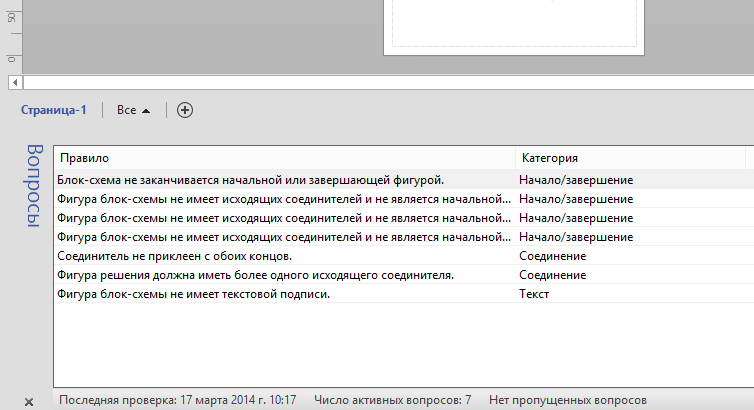 50
0
Страница-1 Все
Вопросы
Правило Категория
Блок-схема не заканчивается начальной или завершающей фигурой. Начало/завершение
Фигура блок-схемы не имеет исходящих соединителей и не является начальной... Начало/завершение
Фигура блок-схемы не имеет исходящих соединителей и не является начальной... Начало/завершение
Фигура блок-схемы не имеет исходящих соединителей и не является начальной... Начало/завершение
Соединитель не приклеен с обоих концов. Соединение
Фигура решения должна иметь более одного исходящего соединителя. Соединение
Фигура блок-схемы не имеет текстовой подписи. Текст
Последняя проверка: 17 марта 2014 г. 10:17 Число активных вопросов: 7 Нет пропущенных вопросов